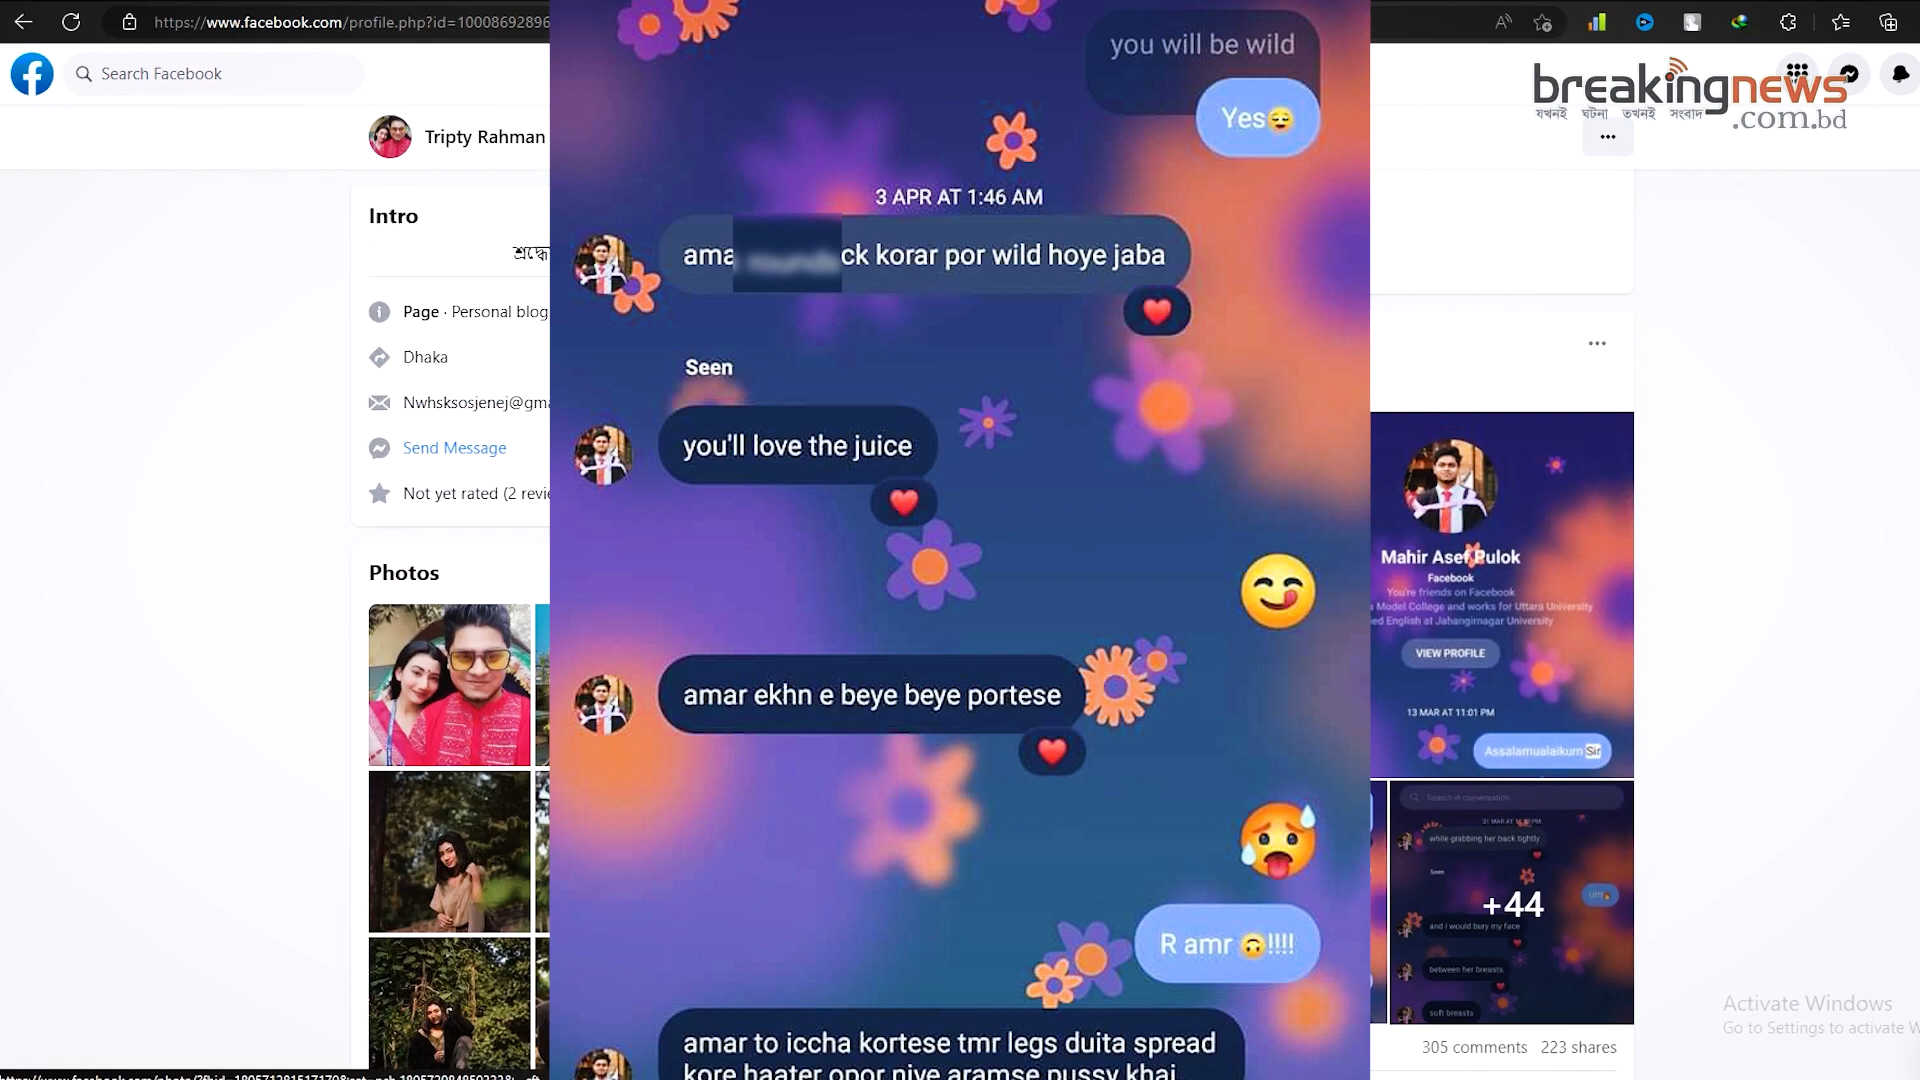 https://www.facebook.com/profile.php?id=10008692896
Search Facebook
breakingnews
যখনই ঘটনা তখনই সংবাদ
.com.bd
Tripty Rahman
Intro
শ্রদ্ধে
Page · Personal blog
Dhaka
Nwhsksosjenej@gma
Send Message
Not yet rated (2 revie
Photos
you will be wild
Yes
3 APR AT 1:46 AM
ama ck korar por wild hoye jaba
Seen
you'll love the juice
amar ekhn e beye beye portese
R amr 🙃!!!!
amar to iccha kortese tmr legs duita spread
kore haater opor niye aramse pussy khai
Mahir Asef Pulok
Facebook
You're friends on Facebook
Model College and works for Uttara University
ed English at Jahangirnagar University
VIEW PROFILE
13 MAR AT 11:01 PM
Assalamualaikum Sir
Search in conversation
while grabbing her back tightly
Seen
+44
and i would bury my face
between her breasts
soft breasts
305 comments 223 shares
Activate Windows
Go to Settings to activate W